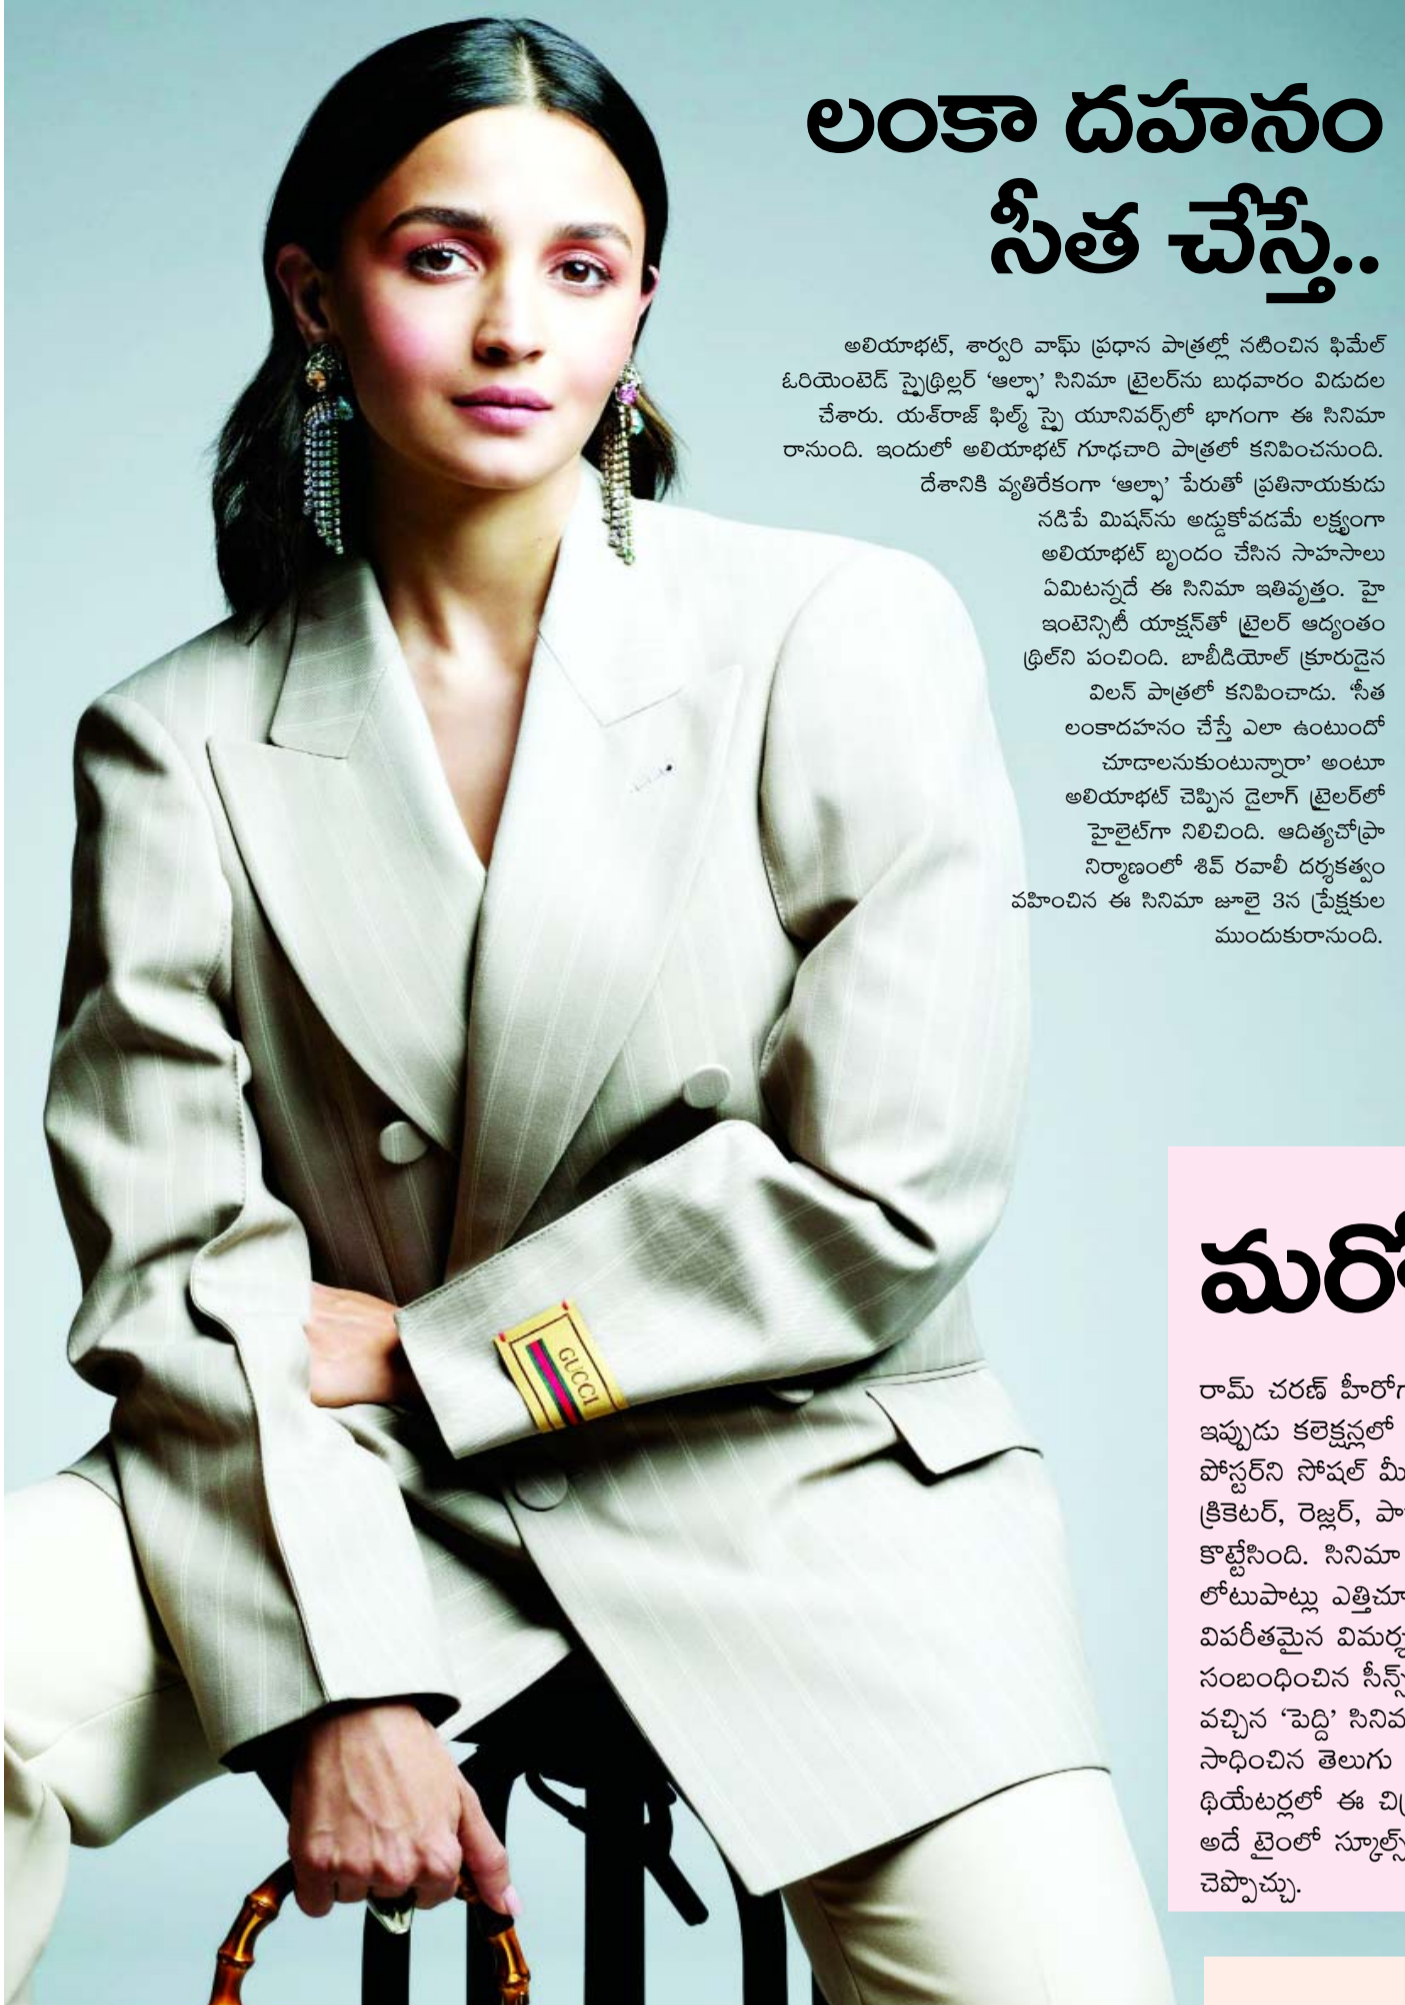 లంకా దహనం
సీత చేస్తే..
అలియాభట్, శార్వరి వాఘ్ ప్రధాన పాత్రల్లో నటించిన ఫిమేల్
ఓరియెంటెడ్ స్పైథ్రిల్లర్ ‘ఆల్ఫా’ సినిమా ట్రైలర్‌ను బుధవారం విడుదల
చేశారు. యశ్‌రాజ్ ఫిల్మ్ స్పై యూనివర్స్‌లో భాగంగా ఈ సినిమా
రానుంది. ఇందులో అలియాభట్ గూఢచారి పాత్రలో కనిపించనుంది.
దేశానికి వ్యతిరేకంగా ‘ఆల్ఫా’ పేరుతో ప్రతినాయకుడు
నడిపే మిషన్‌ను అడ్డుకోవడమే లక్ష్యంగా
అలియాభట్ బృందం చేసిన సాహసాలు
ఏమిటన్నదే ఈ సినిమా ఇతివృత్తం. హై
ఇంటెన్సిటీ యాక్షన్‌తో ట్రైలర్ ఆద్యంతం
థ్రిల్‌ని పంచింది. బాబీడియోల్ క్రూరుడైన
విలన్ పాత్రలో కనిపించాడు. ‘సీత
లంకాదహనం చేస్తే ఎలా ఉంటుందో
చూడాలనుకుంటున్నారా’ అంటూ
అలియాభట్ చెప్పిన డైలాగ్ ట్రైలర్‌లో
హైలైట్‌గా నిలిచింది. ఆదిత్యచోప్రా
నిర్మాణంలో శివ్ రవాలీ దర్శకత్వం
వహించిన ఈ సినిమా జూలై 3న ప్రేక్షకుల
ముందుకురానుంది.
GUCCI
మరో
రామ్ చరణ్ హీరోగ
ఇప్పుడు కలెక్షన్లలో
పోస్టర్‌ని సోషల్ మీ
క్రికెటర్, రెజ్లర్,
కొట్టేసింది. సినిమా
లోటుపాట్లు ఎత్తిచూ
విపరీతమైన విమర్శ
సంబంధించిన సీన్స్
వచ్చిన ‘పెద్ది’ సినిమ
సాధించిన తెలుగు
థియేటర్లలో ఈ చి
అదే టైంలో స్కూల్స్
చెప్పొచ్చు.